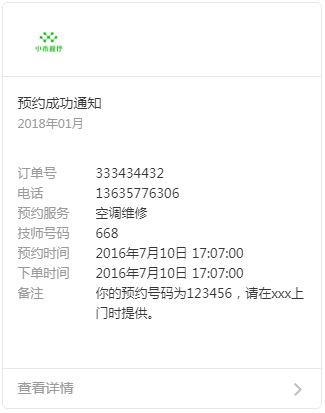 小木程序
预约成功通知
2018年01月
订单号 333434432
电话 13635776306
预约服务 空调维修
技师号码 668
预约时间 2016年7月10日 17:07:00
下单时间 2016年7月10日 17:07:00
备注 你的预约号码为123456，请在xxx上
门时提供。
查看详情